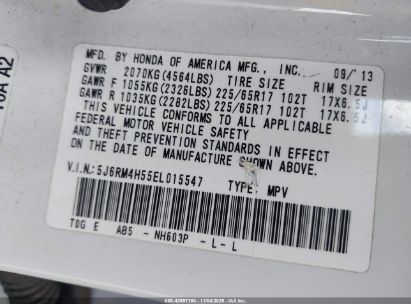 MFD. BY HONDA OF AMERICA MFG., INC. 09/'13
GVWR 2070KG(4564LBS) TIRE SIZE RIM SIZE
GAWR F 1055KG(2326LBS) 225/65R17 102T 17X6.5J
GAWR R 1035KG(2282LBS) 225/65R17 102T 17X6.5J
THIS VEHICLE CONFORMS TO ALL APPLICABLE
FEDERAL MOTOR VEHICLE SAFETY
AND THEFT PREVENTION STANDARDS IN EFFECT
ON THE DATE OF MANUFACTURE SHOWN ABOVE.
V.I.N.: 5J6RM4H55EL015547 TYPE: MPV
T0G E AB5 - NH603P - L - L